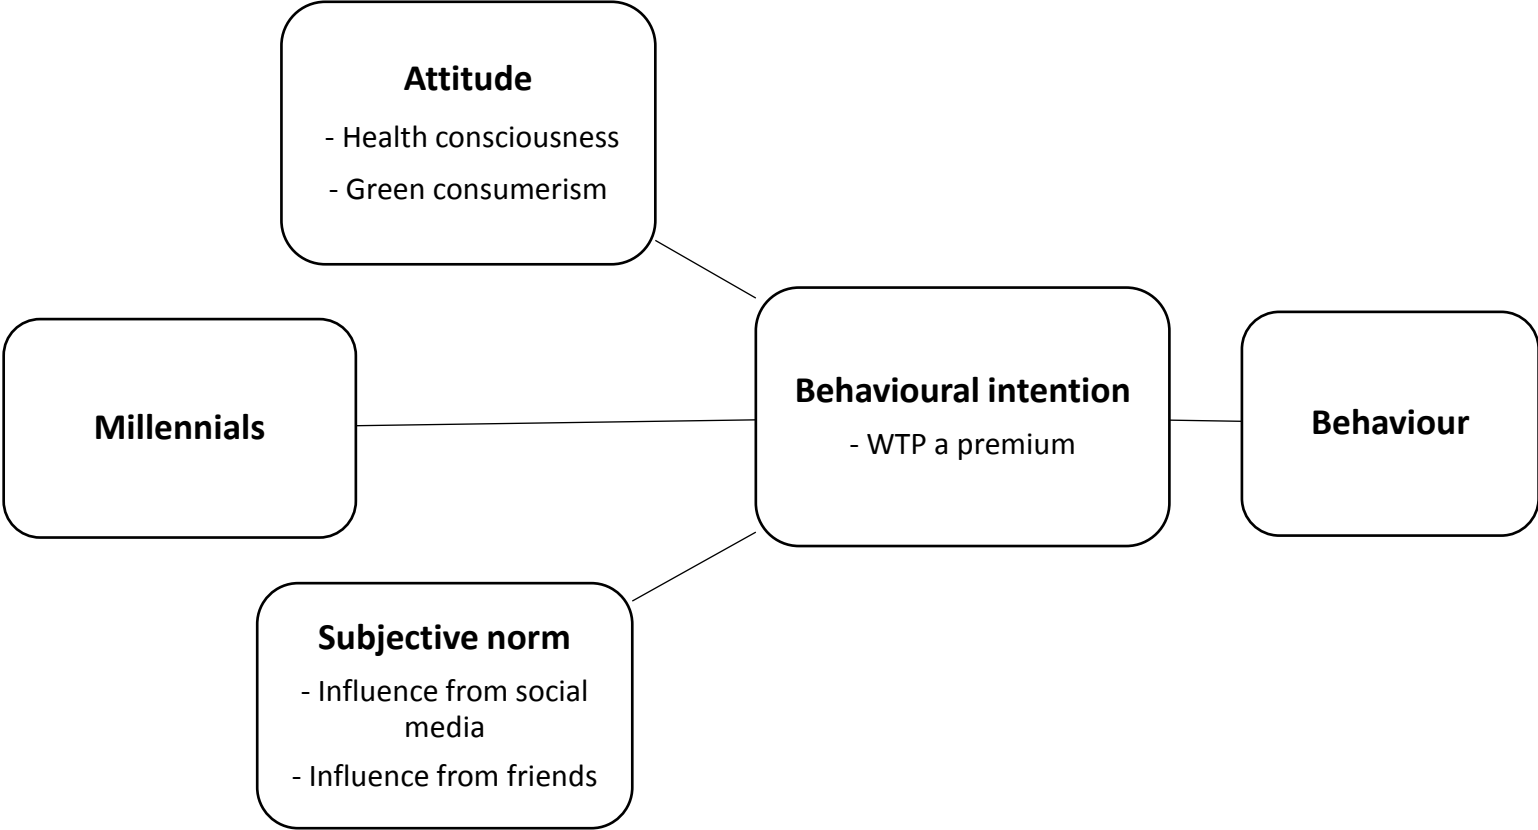 Attitude
- Health consciousness
- Green consumerism
Millennials
Behavioural intention
- WTP a premium
Behaviour
Subjective norm
- Influence from social
media
- Influence from friends